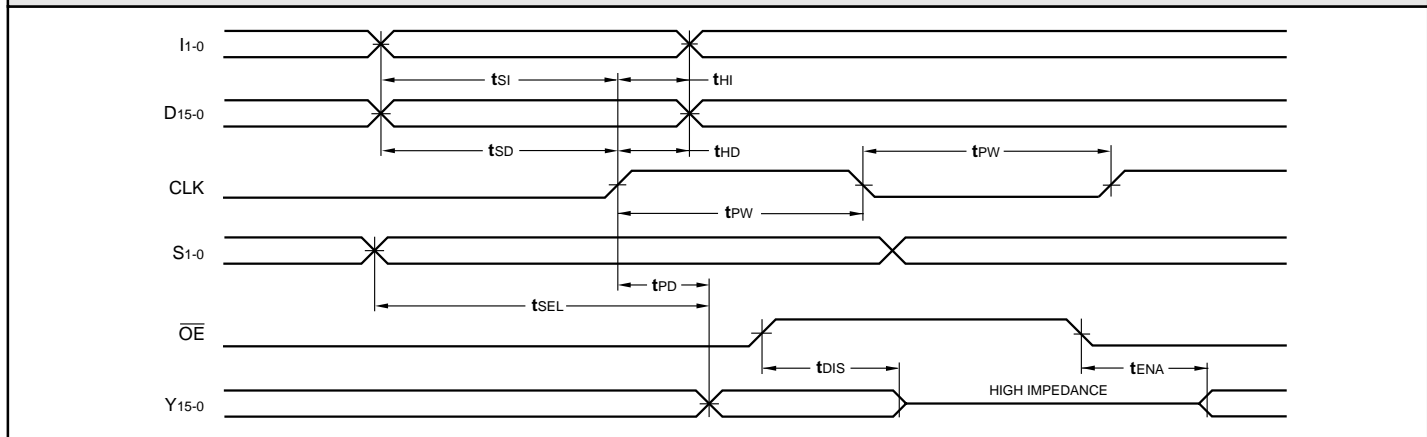 I1-0
tSI tHI
D15-0
tSD tHD tPW
CLK
tPW
S1-0
tPD
tSEL
OE
tDIS tENA
HIGH IMPEDANCE
Y15-0